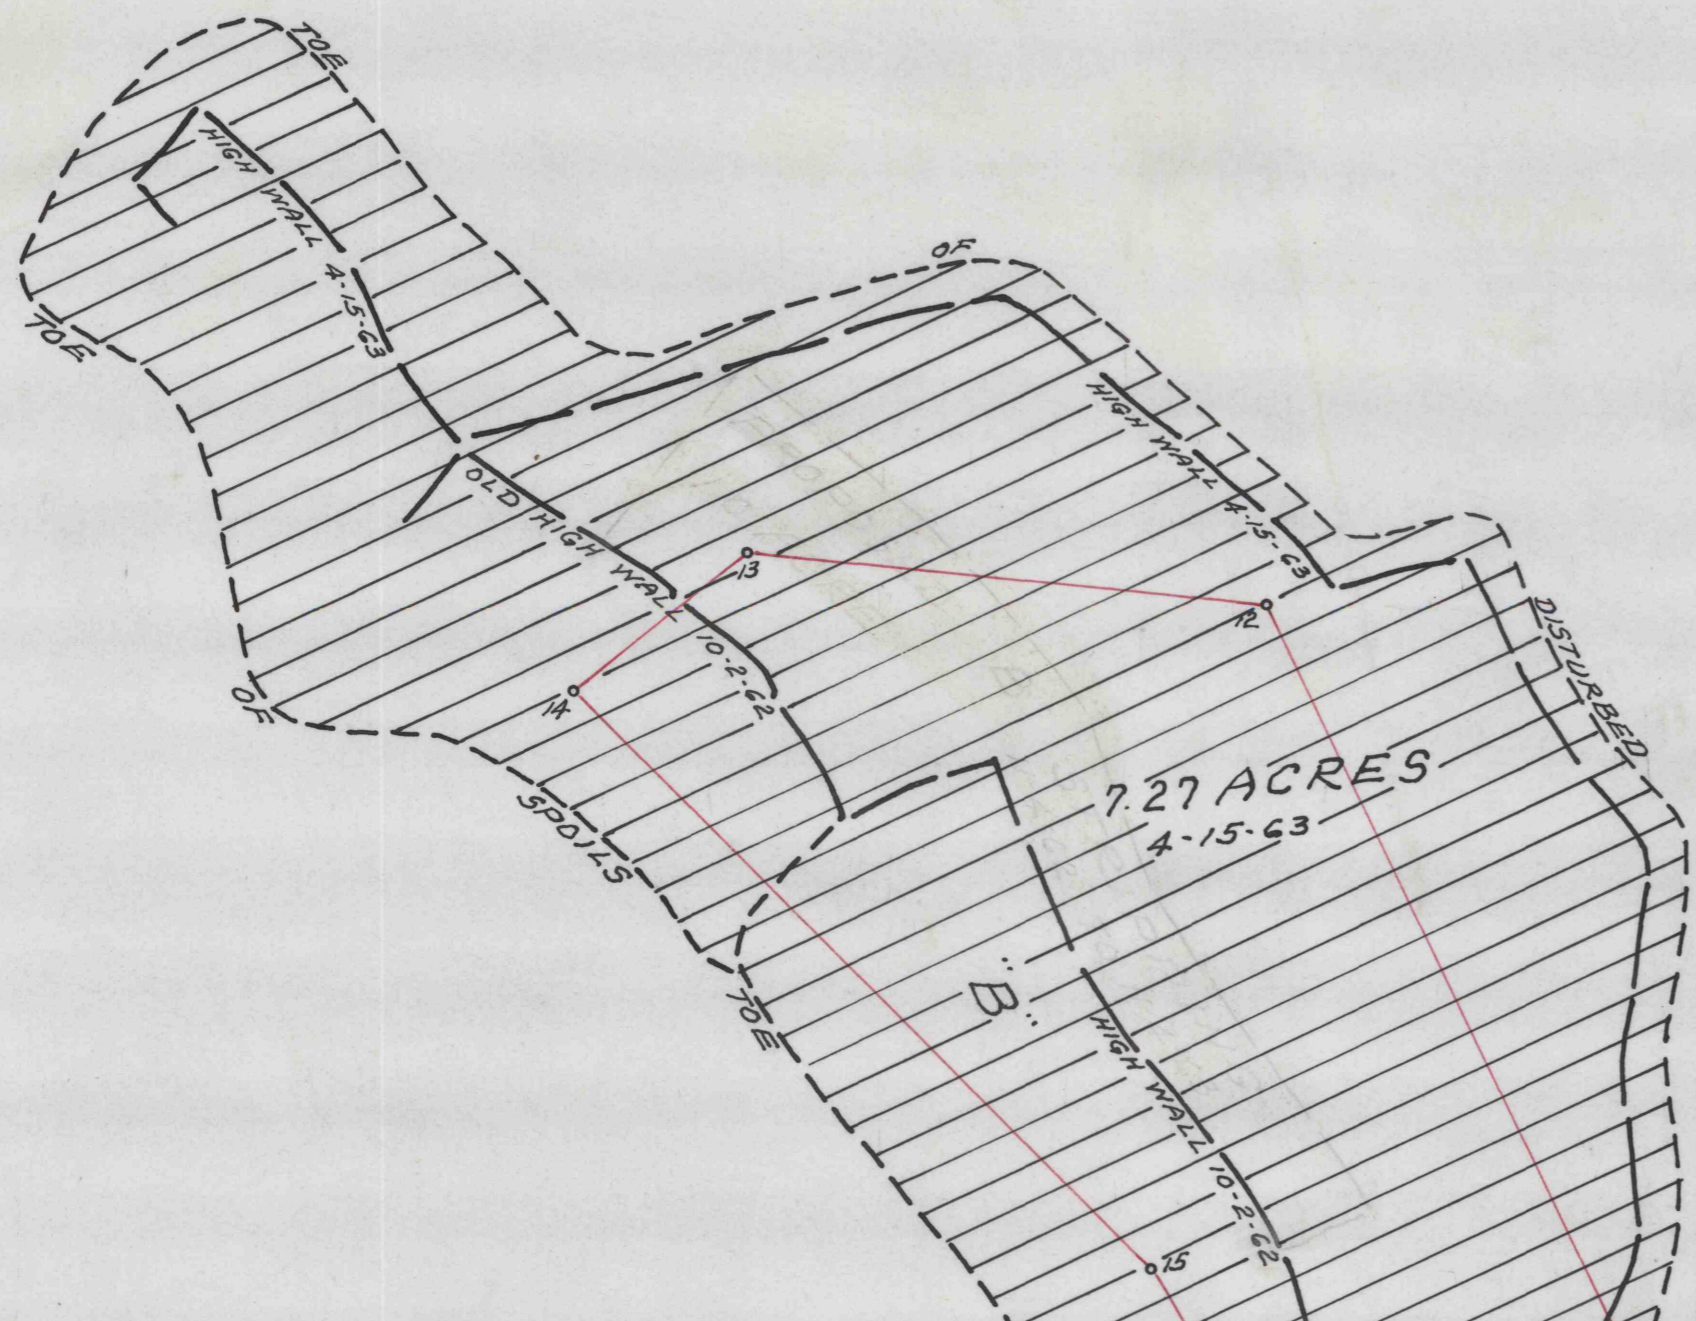 TOE
HIGH WALL 4-15-63
TOE
OF
HIGH WALL 4-15-63
OLD HIGH WALL 10-2-62
13
12
14
OF
DISTURBED
SPOILS
7.27 ACRES
4-15-63
TOE
"B"
HIGH WALL 10-2-62
15